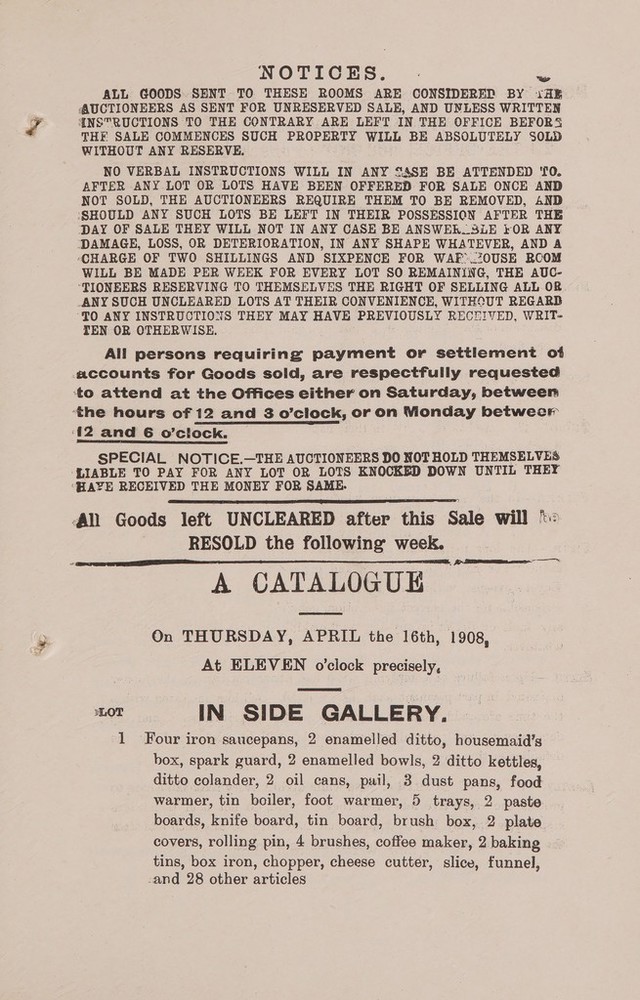 NOTICES.
ALL GOODS SENT TO THESE ROOMS ARE CONSIDERED BY THE
AUCTIONEERS AS SENT FOR UNRESERVED SALE, AND UNLESS WRITTEN
INSTRUCTIONS TO THE CONTRARY ARE LEFT IN THE OFFICE BEFORE
THE SALE COMMENCES SUCH PROPERTY WILL BE ABSOLUTELY SOLD
WITHOUT ANY RESERVE.
NO VERBAL INSTRUCTIONS WILL IN ANY CASE BE ATTENDED TO.
AFTER ANY LOT OR LOTS HAVE BEEN OFFERED FOR SALE ONCE AND
NOT SOLD, THE AUCTIONEERS REQUIRE THEM TO BE REMOVED, AND
SHOULD ANY SUCH LOTS BE LEFT IN THEIR POSSESSION AFTER THE
DAY OF SALE THEY WILL NOT IN ANY CASE BE ANSWERABLE FOR ANY
DAMAGE, LOSS, OR DETERIORATION, IN ANY SHAPE WHATEVER, AND A
CHARGE OF TWO SHILLINGS AND SIXPENCE FOR WAREHOUSE ROOM
WILL BE MADE PER WEEK FOR EVERY LOT SO REMAINING, THE AUC-
TIONEERS RESERVING TO THEMSELVES THE RIGHT OF SELLING ALL OR
ANY SUCH UNCLEARED LOTS AT THEIR CONVENIENCE, WITHOUT REGARD
TO ANY INSTRUCTIONS THEY MAY HAVE PREVIOUSLY RECEIVED, WRIT-
TEN OR OTHERWISE.
All persons requiring payment or settlement of
accounts for Goods sold, are respectfully requested
to attend at the Offices either on Saturday, between
the hours of 12 and 3 o'clock, or on Monday between
12 and 6 o'clock.
SPECIAL NOTICE.—THE AUCTIONEERS DO NOT HOLD THEMSELVES
LIABLE TO PAY FOR ANY LOT OR LOTS KNOCKED DOWN UNTIL THEY
HAVE RECEIVED THE MONEY FOR SAME.
All Goods left UNCLEARED after this Sale will be
RESOLD the following week.
A CATALOGUE
On THURSDAY, APRIL the 16th, 1908,
At ELEVEN o'clock precisely,
LOT IN SIDE GALLERY.
1 Four iron saucepans, 2 enamelled ditto, housemaid's
box, spark guard, 2 enamelled bowls, 2 ditto kettles,
ditto colander, 2 oil cans, pail, 3 dust pans, food
warmer, tin boiler, foot warmer, 5 trays, 2 paste
boards, knife board, tin board, brush box, 2 plate
covers, rolling pin, 4 brushes, coffee maker, 2 baking
tins, box iron, chopper, cheese cutter, slice, funnel,
and 28 other articles